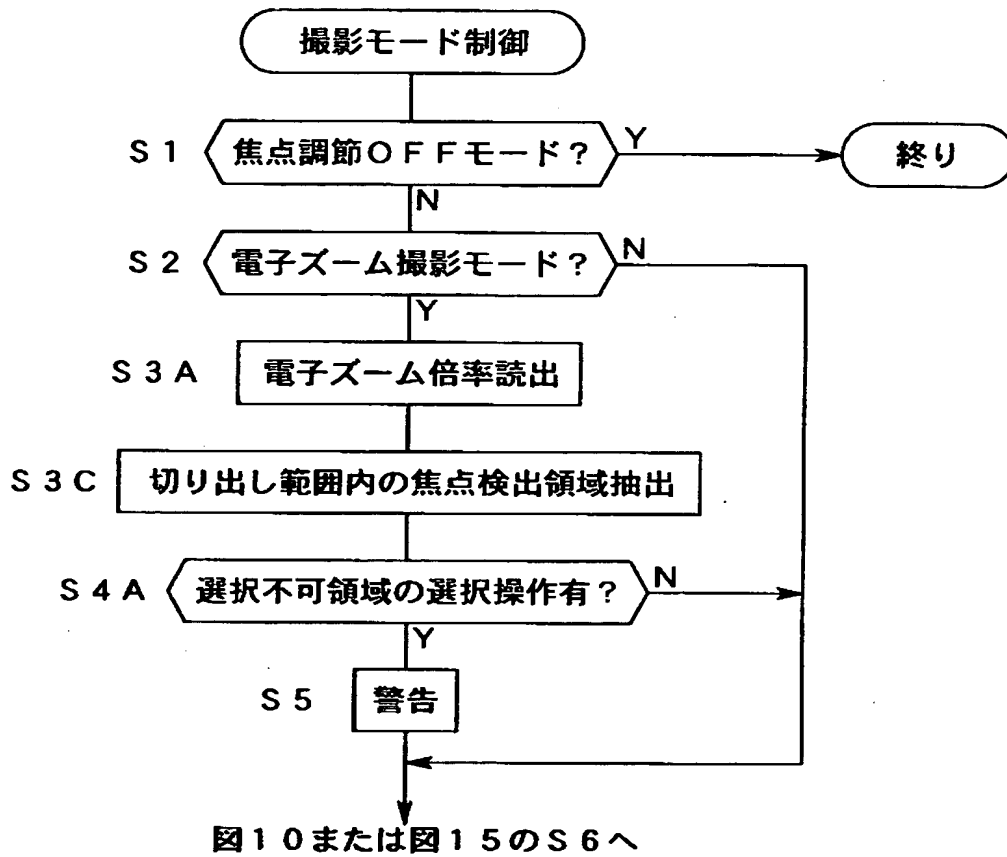 撮影モード制御
S1
焦点調節OFFモード?
Y
終り
N
S2
電子ズーム撮影モード?
N
Y
S3A
電子ズーム倍率読出
S3C
切り出し範囲内の焦点検出領域抽出
S4A
選択不可領域の選択操作有?
N
Y
S5
警告
図10または図15のS6へ